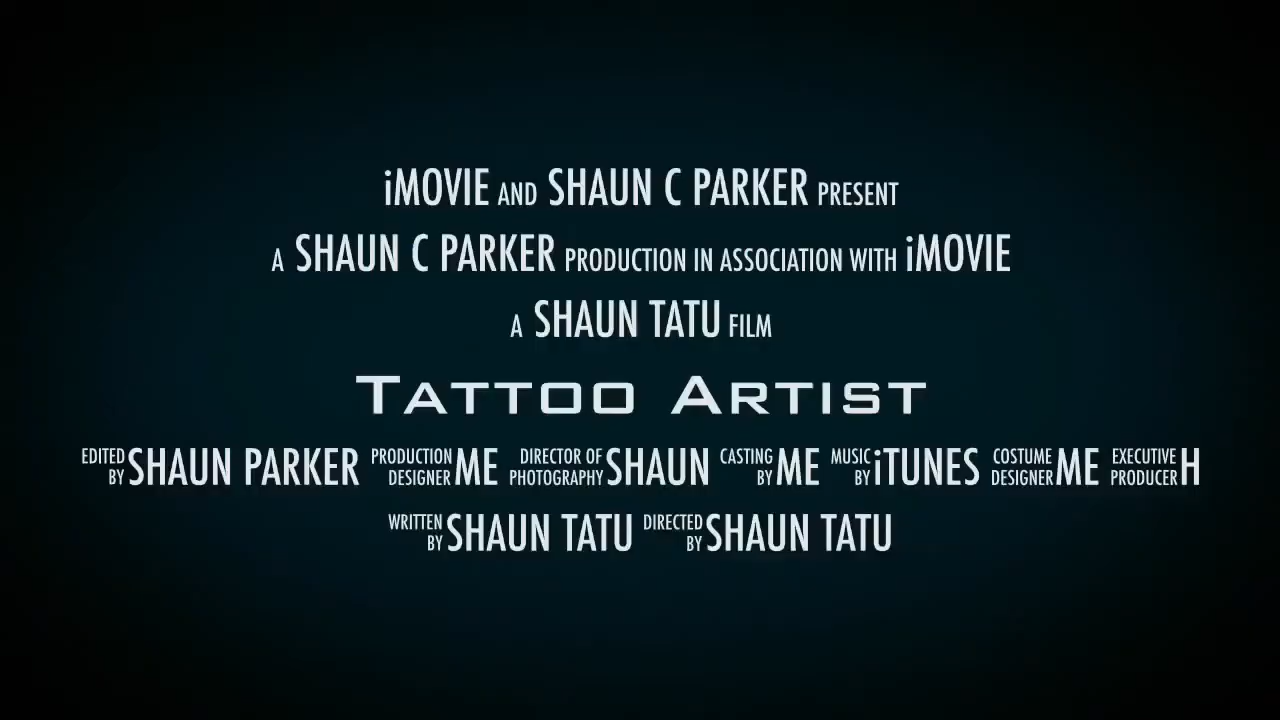 iMOVIE AND SHAUN C PARKER PRESENT
A SHAUN C PARKER PRODUCTION IN ASSOCIATION WITH iMOVIE
A SHAUN TATU FILM
TATTOO ARTIST
EDITED BY SHAUN PARKER PRODUCTION DESIGNER ME DIRECTOR OF PHOTOGRAPHY SHAUN CASTING BY ME MUSIC BY iTUNES COSTUME DESIGNER ME EXECUTIVE PRODUCER H
WRITTEN BY SHAUN TATU DIRECTED BY SHAUN TATU